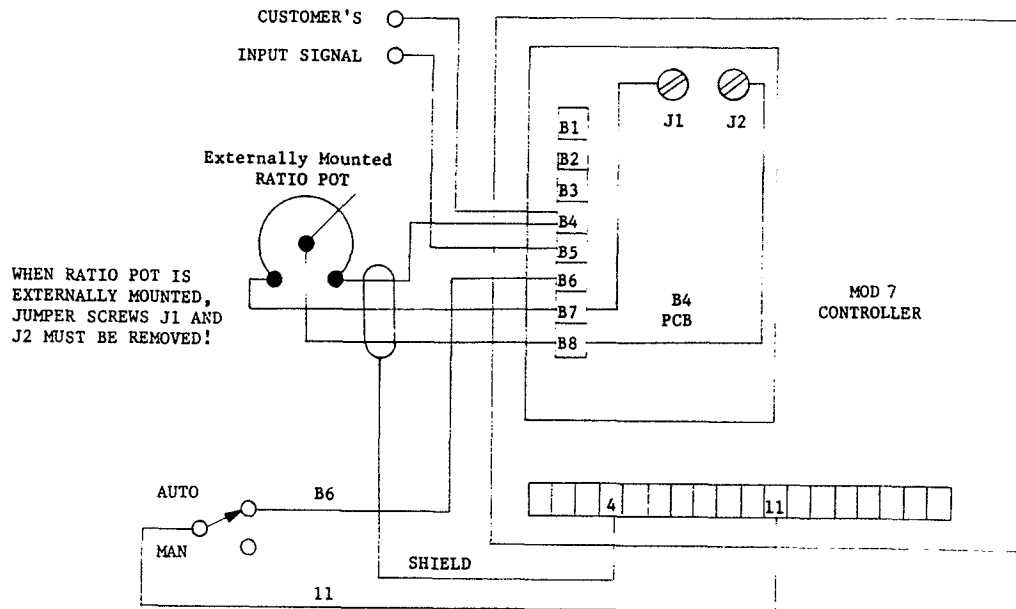 CUSTOMER'S
INPUT SIGNAL
J1 J2
B1
B2
B3
B4
B5
B6
B7
B8
Externally Mounted
RATIO POT
WHEN RATIO POT IS
EXTERNALLY MOUNTED,
JUMPER SCREWS J1 AND
J2 MUST BE REMOVED!
B4
PCB
MOD 7
CONTROLLER
AUTO
MAN
B6
4
11
SHIELD
11